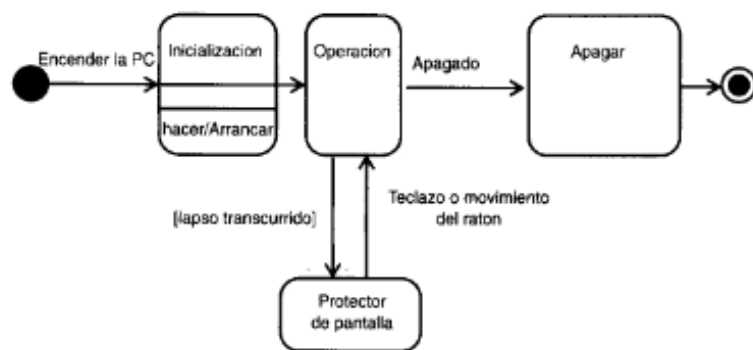 Encender la PC
Inicializacion
hacer/Arrancar
Operacion
Apagado
Apagar
[lapso transcurrido]
Teclazo o movimiento
del raton
Protector
de pantalla